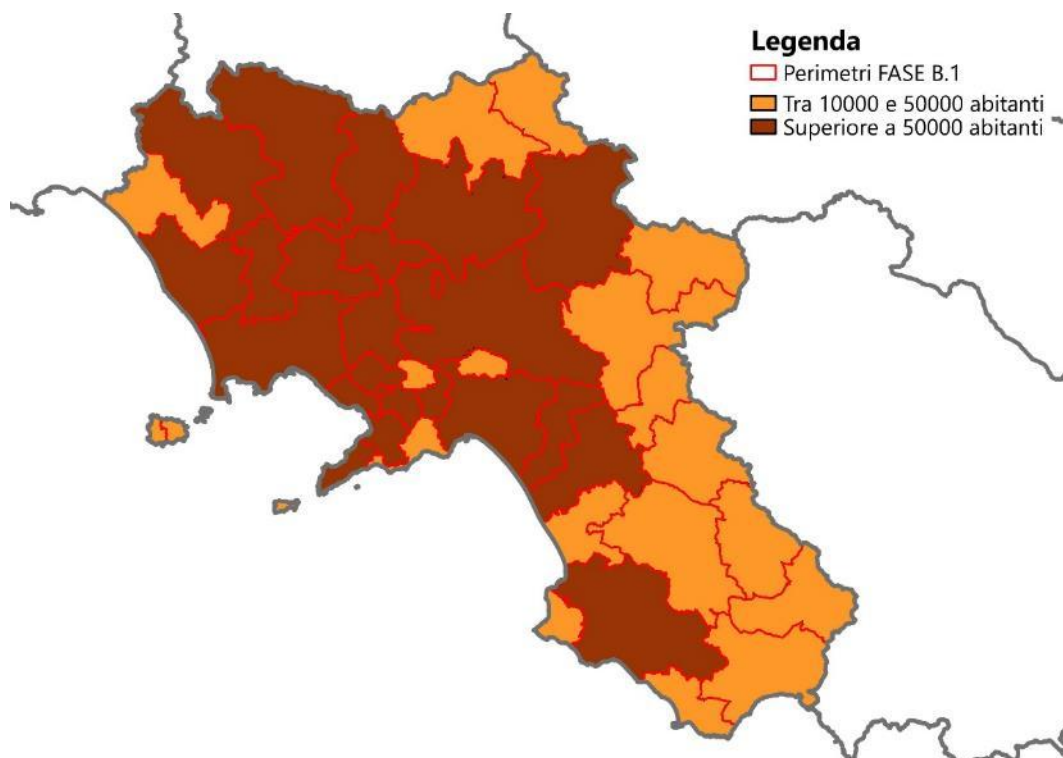 Legenda
Perimetri FASE B.1
Tra 10000 e 50000 abitanti
Superiore a 50000 abitanti